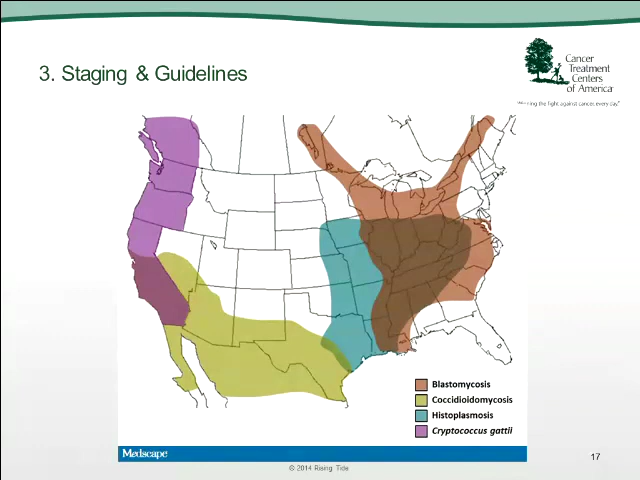 3. Staging & Guidelines
Cancer
Treatment
Centers
of America
the fight against cancer, every day.
Blastomycosis
Coccidioidomycosis
Histoplasmosis
Cryptococcus gattii
Medscape
17
© 2014 Rising Tide